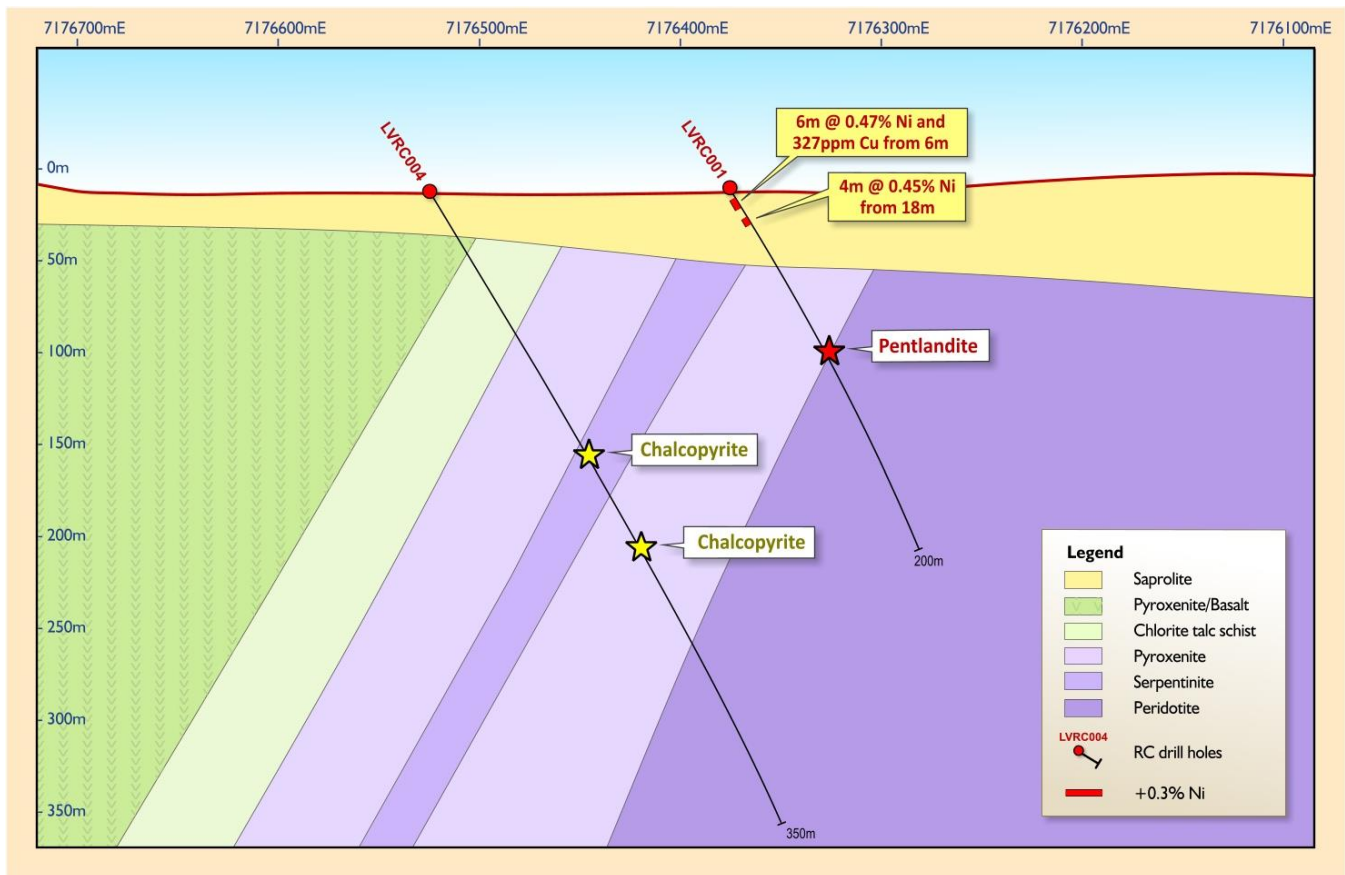 7176700mE
7176600mE
7176500mE
7176400mE
7176300mE
7176200mE
7176100mE
0m
50m
100m
150m
200m
250m
300m
350m
LVRC004
LVRC001
6m @ 0.47% Ni and
327ppm Cu from 6m
4m @ 0.45% Ni
from 18m
Pentlandite
Chalcopyrite
Chalcopyrite
200m
350m
Legend
Saprolite
Pyroxenite/Basalt
Chlorite talc schist
Pyroxenite
Serpentinite
Peridotite
LVRC004
RC drill holes
+0.3% Ni